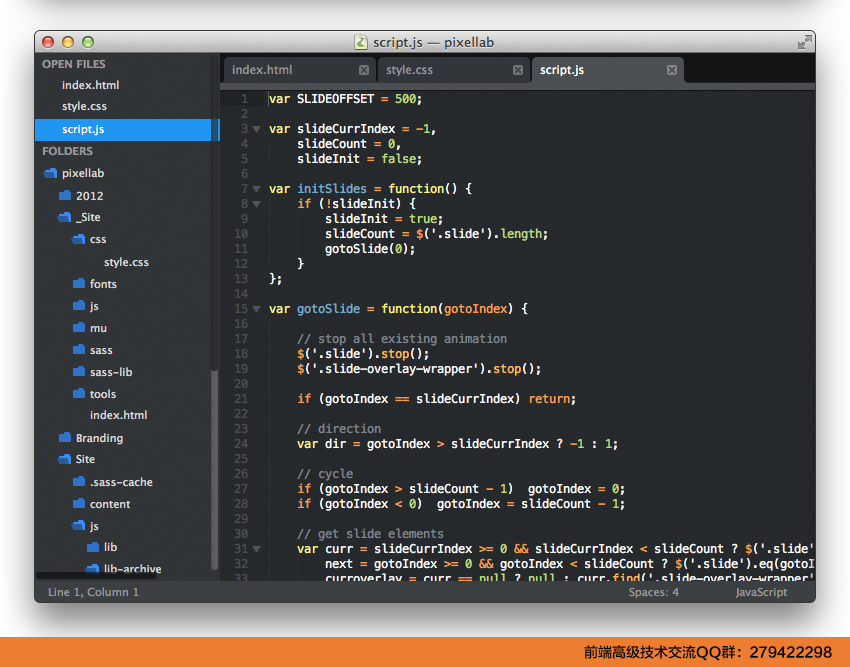 script.js — pixellab
OPEN FILES
index.html
style.css
script.js
FOLDERS
pixellab
2012
_Site
css
style.css
fonts
js
mu
sass
sass-lib
tools
index.html
Branding
Site
.sass-cache
content
js
lib
lib-archive
index.html
style.css
script.js
1 var SLIDEOFFSET = 500;
2
3 var slideCurrIndex = -1,
4 slideCount = 0,
5 slideInit = false;
6
7 var initSlides = function() {
8 if (!slideInit) {
9 slideInit = true;
10 slideCount = $('.slide').length;
11 gotoSlide(0);
12 }
13 };
14
15 var gotoSlide = function(gotoIndex) {
16
17 // stop all existing animation
18 $('.slide').stop();
19 $('.slide-overlay-wrapper').stop();
20
21 if (gotoIndex == slideCurrIndex) return;
22
23 // direction
24 var dir = gotoIndex > slideCurrIndex ? -1 : 1;
25
26 // cycle
27 if (gotoIndex > slideCount - 1)  gotoIndex = 0;
28 if (gotoIndex < 0)  gotoIndex = slideCount - 1;
29
30 // get slide elements
31 var curr = slideCurrIndex >= 0 && slideCurrIndex < slideCount ? $('.slide'
32 next = gotoIndex >= 0 && gotoIndex < slideCount ? $('.slide').eq(gotoI
33 curroverlay = curr == null ? null : curr.find('.slide-overlay-wrapper'
Line 1, Column 1
Spaces: 4
JavaScript
前端高级技术交流QQ群：279422298